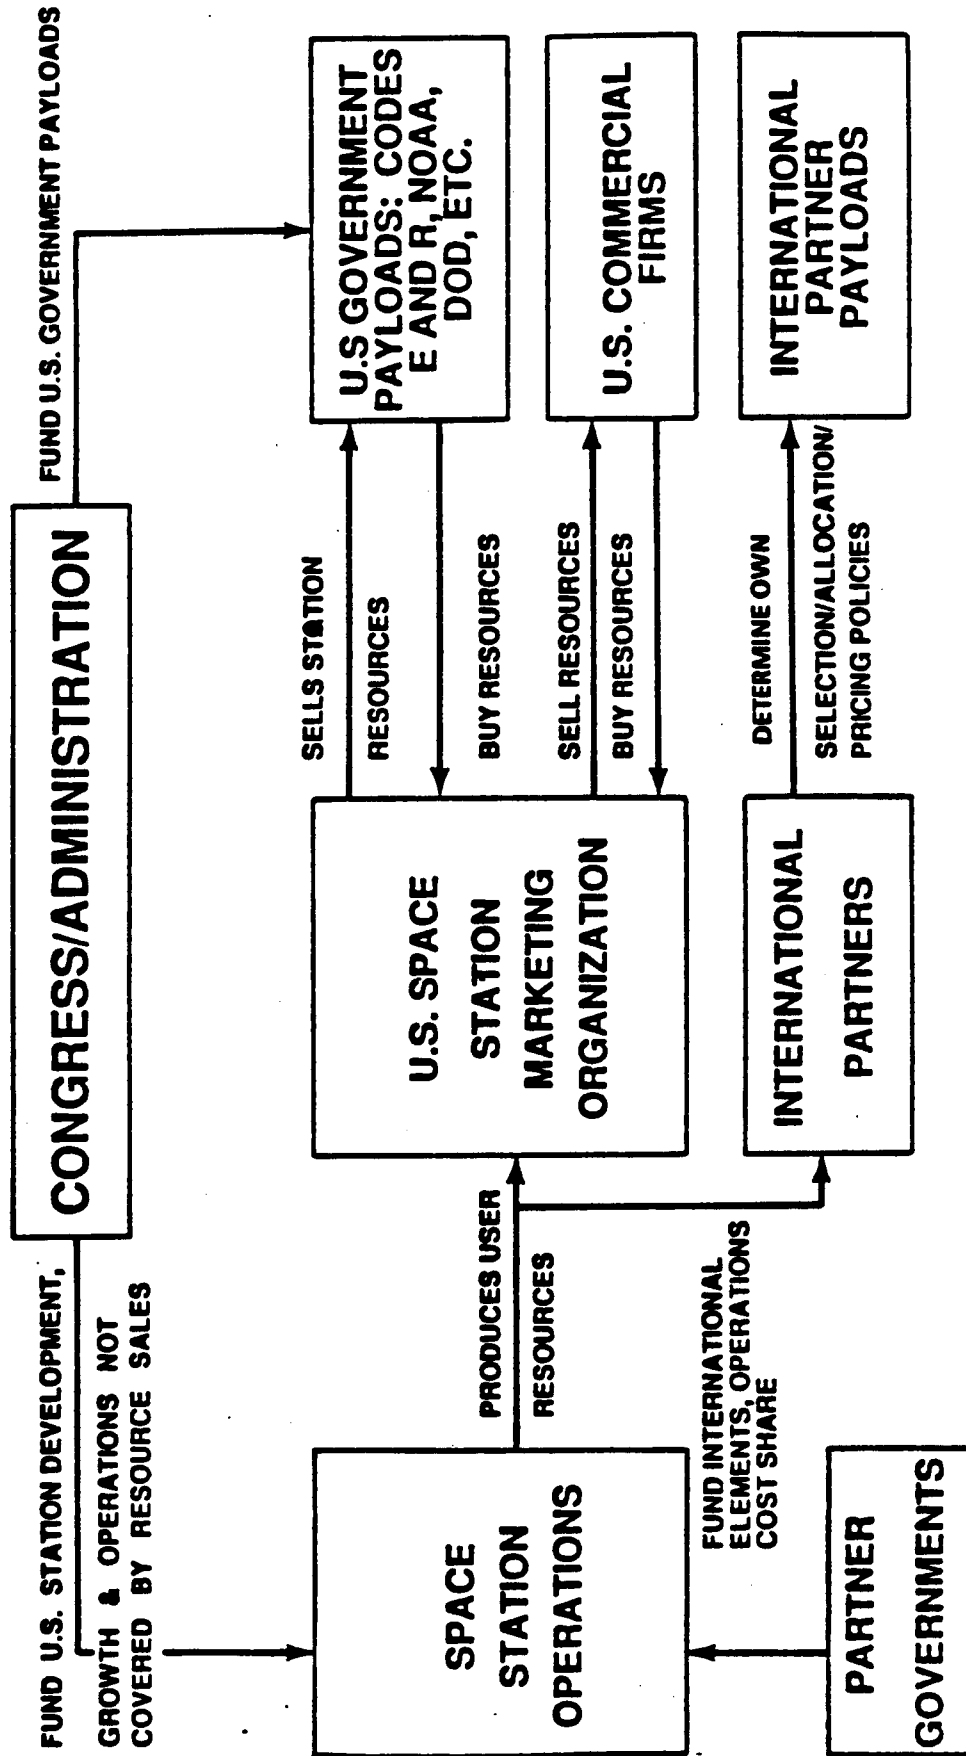 CONGRESS/ADMINISTRATION
FUND U.S. STATION DEVELOPMENT,
GROWTH & OPERATIONS NOT
COVERED BY RESOURCE SALES
FUND U.S. GOVERNMENT PAYLOADS
SPACE
STATION
OPERATIONS
PRODUCES USER
RESOURCES
U.S. SPACE
STATION
MARKETING
ORGANIZATION
SELLS STATION
RESOURCES
BUY RESOURCES
SELL RESOURCES
BUY RESOURCES
U.S GOVERNMENT
PAYLOADS: CODES
E AND R, NOAA,
DOD, ETC.
U.S. COMMERCIAL
FIRMS
PARTNER
GOVERNMENTS
FUND INTERNATIONAL
ELEMENTS, OPERATIONS
COST SHARE
INTERNATIONAL
PARTNERS
DETERMINE OWN
SELECTION/ALLOCATION/
PRICING POLICIES
INTERNATIONAL
PARTNER
PAYLOADS